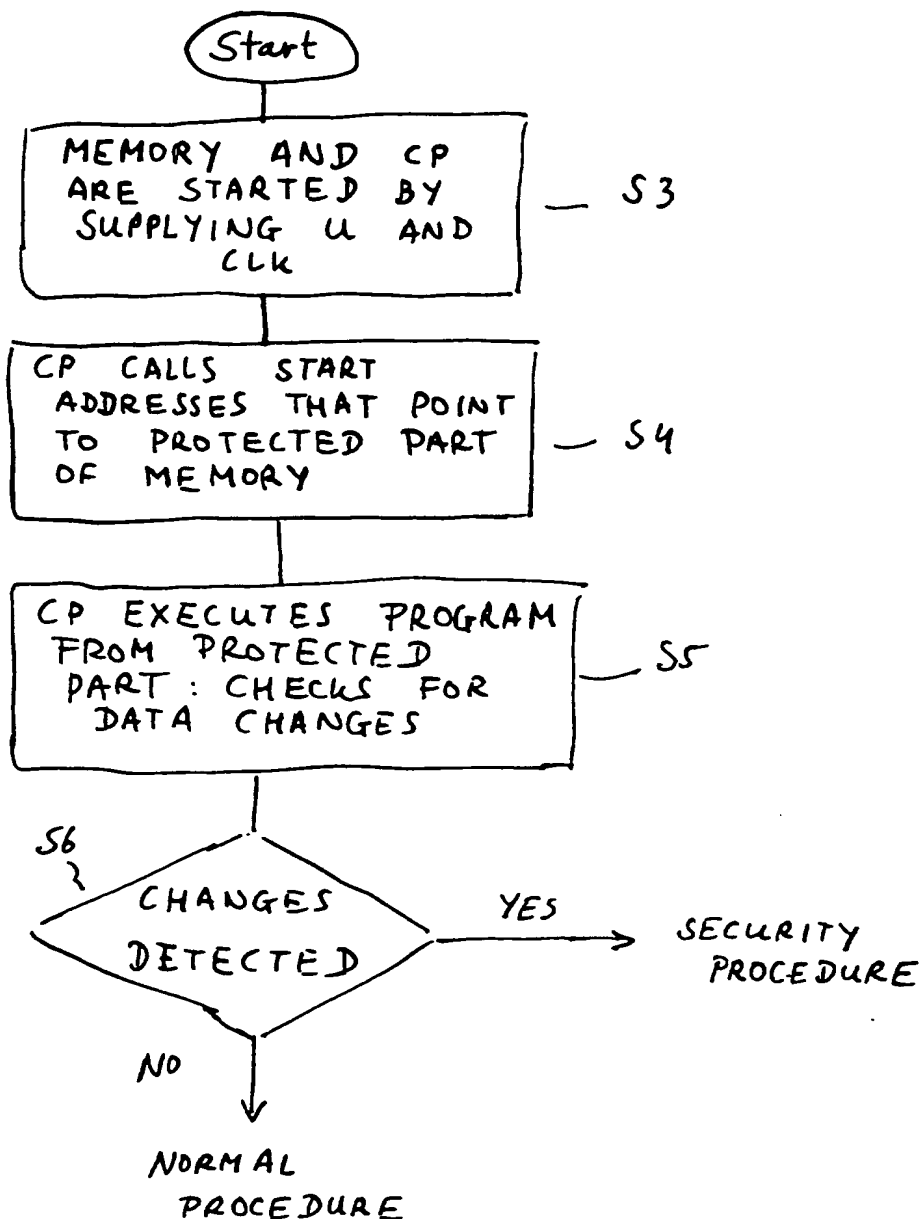 Start
MEMORY AND CP
ARE STARTED BY
SUPPLYING U AND
CLK
S3
CP CALLS START
ADDRESSES THAT POINT
TO PROTECTED PART
OF MEMORY
S4
CP EXECUTES PROGRAM
FROM PROTECTED
PART : CHECKS FOR
DATA CHANGES
S5
S6
CHANGES
DETECTED
YES
SECURITY
PROCEDURE
NO
NORMAL
PROCEDURE